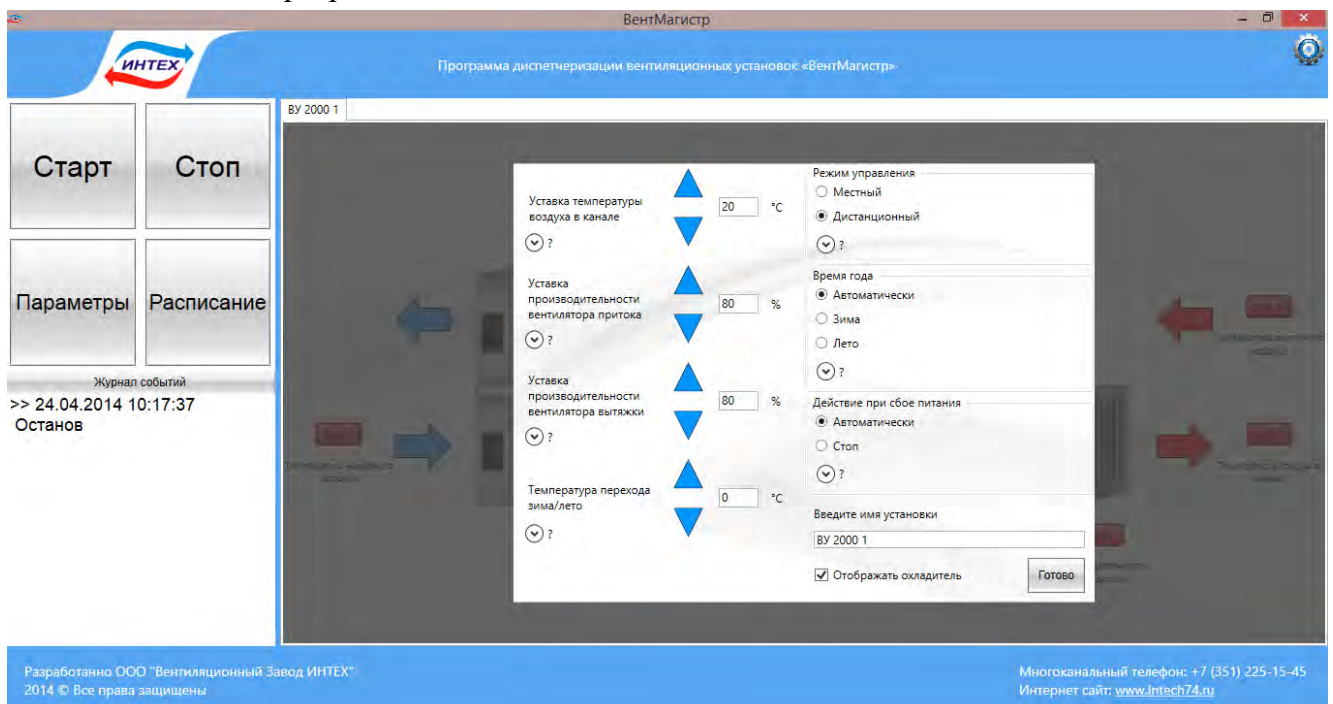 ВентМагистр
ИНТЕХ
Программа диспетчеризации вентиляционных установок «ВентМагистр»
ВУ 2000 1
Старт
Стоп
Параметры
Расписание
Журнал событий
>> 24.04.2014 10:17:37
Останов
Уставка температуры
воздуха в канале
20 °C
?
Уставка
производительности
вентилятора притока
80 %
?
Уставка
производительности
вентилятора вытяжки
80 %
?
Температура перехода
зима/лето
0 °C
?
Режим управления
Местный
Дистанционный
?
Время года
Автоматически
Зима
Лето
?
Действие при сбое питания
Автоматически
Стоп
?
Введите имя установки
ВУ 2000 1
Отображать охладитель
Готово
Разработанно ООО "Вентиляционный Завод ИНТЕХ"
2014 © Все права защищены
Многоканальный телефон: +7 (351) 225-15-45
Интернет сайт: www.Intech74.ru